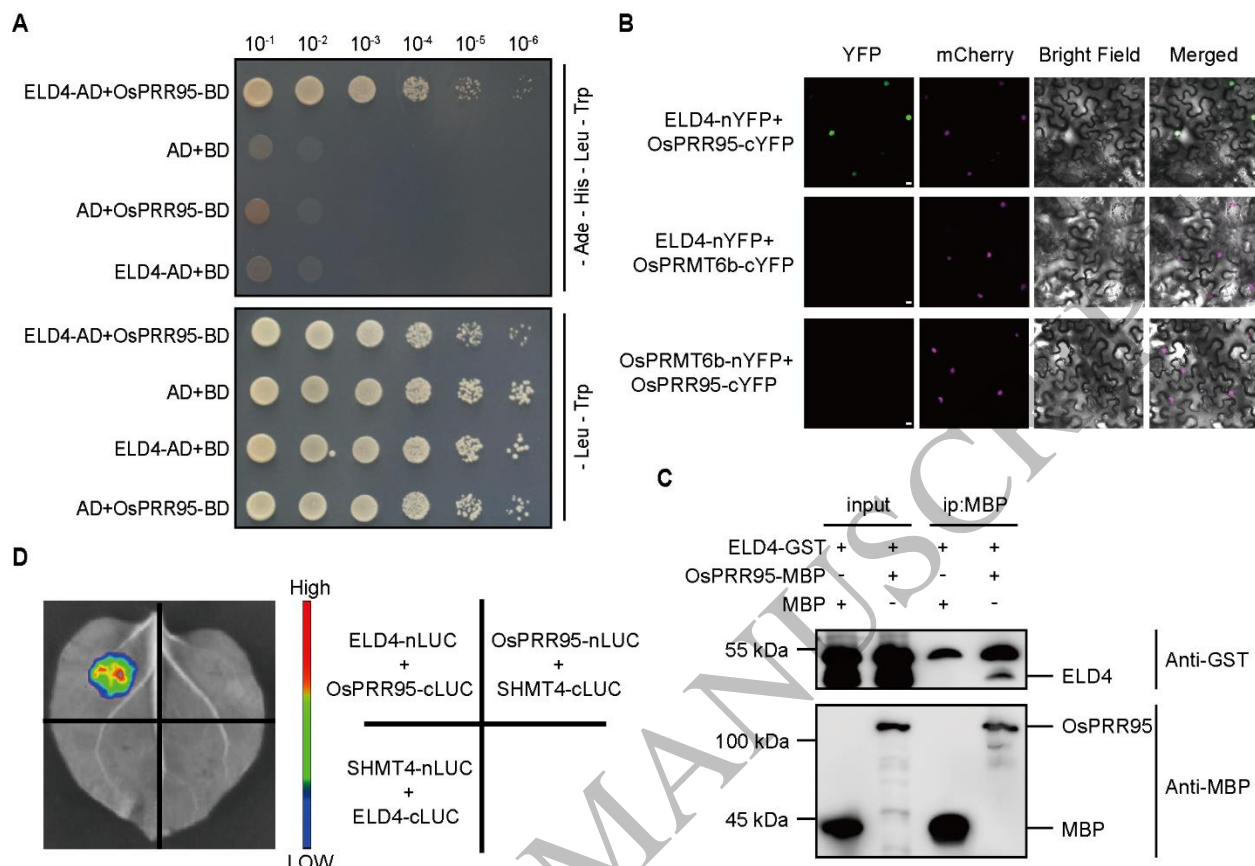 A
10-1 10-2 10-3 10-4 10-5 10-6
ELD4-AD+OsPRR95-BD
AD+BD
AD+OsPRR95-BD
ELD4-AD+BD
- Ade - His - Leu - Trp
ELD4-AD+OsPRR95-BD
AD+BD
ELD4-AD+BD
AD+OsPRR95-BD
- Leu - Trp
B
YFP mCherry Bright Field Merged
ELD4-nYFP+
OsPRR95-cYFP
ELD4-nYFP+
OsPRMT6b-cYFP
OsPRMT6b-nYFP+
OsPRR95-cYFP
C
input ip:MBP
ELD4-GST + + + +
OsPRR95-MBP - + - +
MBP + - + -
55 kDa
ELD4
Anti-GST
OsPRR95
100 kDa
45 kDa
MBP
Anti-MBP
D
High
LOW
ELD4-nLUC
+
OsPRR95-cLUC
OsPRR95-nLUC
+
SHMT4-cLUC
SHMT4-nLUC
+
ELD4-cLUC
MANUSCRI